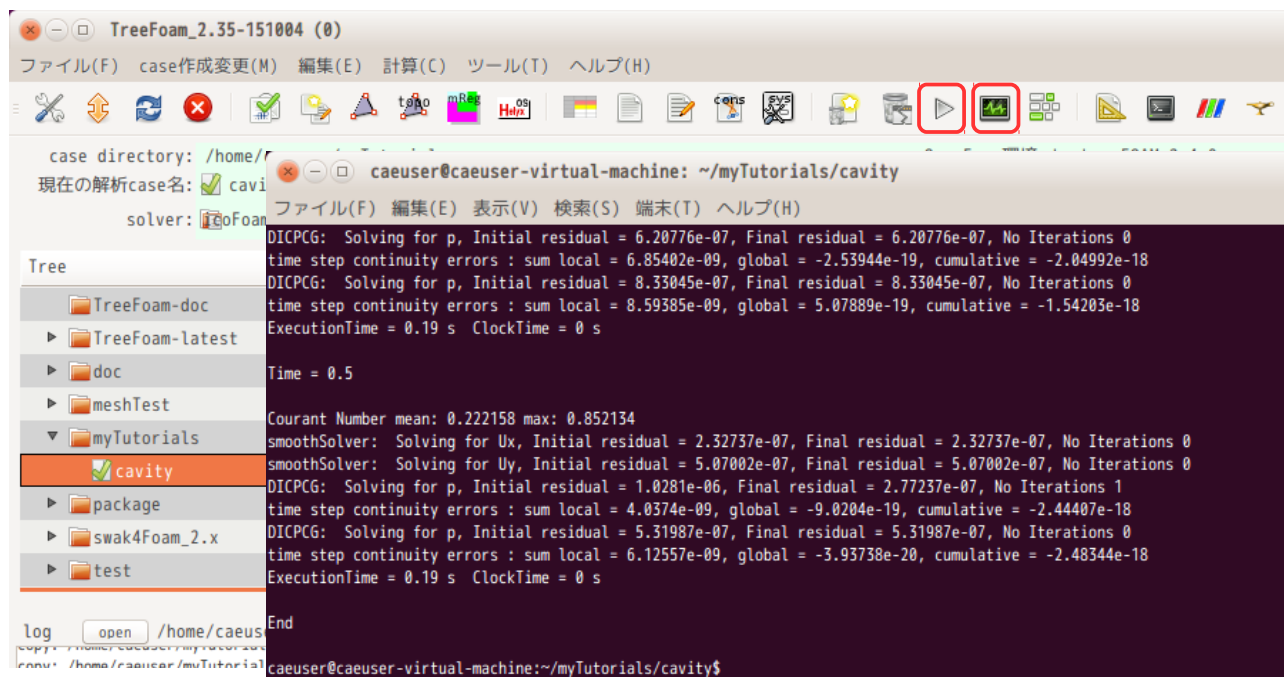 TreeFoam_2.35-151004 (0)
ファイル(F) case作成変更(M) 編集(E) 計算(C) ツール(T) ヘルプ(H)
topo mReg Helyx OS cons SYS
case directory: /home/
現在の解析case名: cavi
solver: icoFoam
Tree
TreeFoam-doc
TreeFoam-latest
doc
meshTest
myTutorials
cavity
package
swak4Foam_2.x
test
log open /home/caeus
copy: /home/caeuser/myTutorial
caeuser@caeuser-virtual-machine: ~/myTutorials/cavity
ファイル(F) 編集(E) 表示(V) 検索(S) 端末(T) ヘルプ(H)
DICPCG:  Solving for p, Initial residual = 6.20776e-07, Final residual = 6.20776e-07, No Iterations 0
time step continuity errors : sum local = 6.85402e-09, global = -2.53944e-19, cumulative = -2.04992e-18
DICPCG:  Solving for p, Initial residual = 8.33045e-07, Final residual = 8.33045e-07, No Iterations 0
time step continuity errors : sum local = 8.59385e-09, global = 5.07889e-19, cumulative = -1.54203e-18
ExecutionTime = 0.19 s  ClockTime = 0 s
Time = 0.5
Courant Number mean: 0.222158 max: 0.852134
smoothSolver:  Solving for Ux, Initial residual = 2.32737e-07, Final residual = 2.32737e-07, No Iterations 0
smoothSolver:  Solving for Uy, Initial residual = 5.07002e-07, Final residual = 5.07002e-07, No Iterations 0
DICPCG:  Solving for p, Initial residual = 1.0281e-06, Final residual = 2.77237e-07, No Iterations 1
time step continuity errors : sum local = 4.0374e-09, global = -9.0204e-19, cumulative = -2.44407e-18
DICPCG:  Solving for p, Initial residual = 5.31987e-07, Final residual = 5.31987e-07, No Iterations 0
time step continuity errors : sum local = 6.12557e-09, global = -3.93738e-20, cumulative = -2.48344e-18
ExecutionTime = 0.19 s  ClockTime = 0 s
End
caeuser@caeuser-virtual-machine:~/myTutorials/cavity$